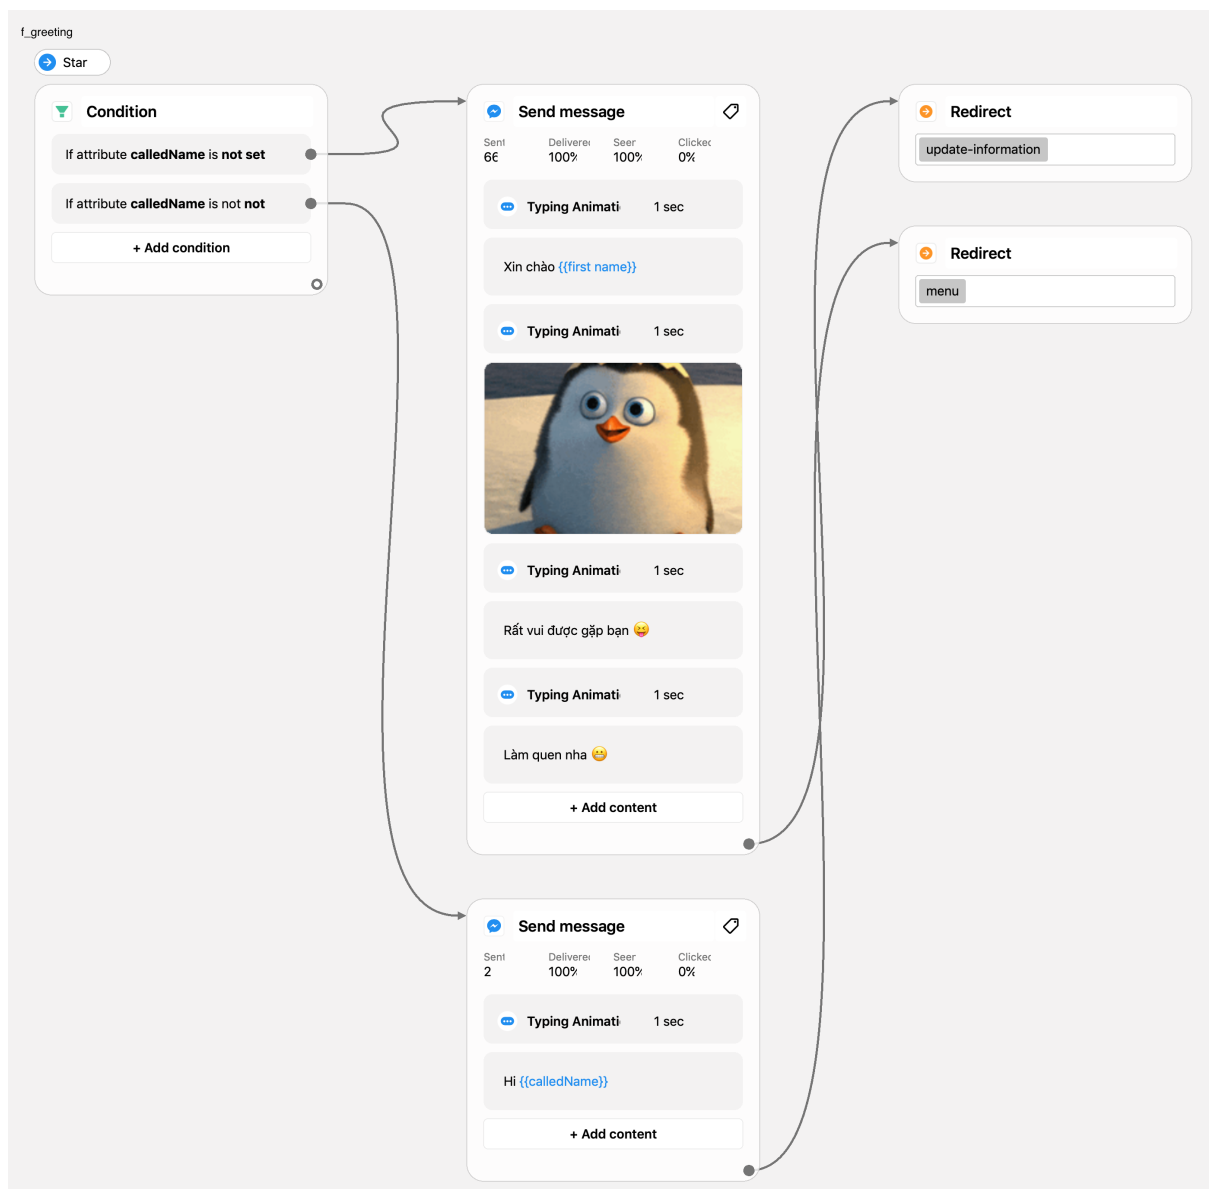 f_greeting
Star
Condition
If attribute calledName is not set
If attribute calledName is not not
+ Add condition
Send message
Sent Delivered Seen Clicked
66 100% 100% 0%
Typing Animati 1 sec
Xin chào {{first name}}
Typing Animati 1 sec
Typing Animati 1 sec
Rất vui được gặp bạn 😝
Typing Animati 1 sec
Làm quen nha 😁
+ Add content
Send message
Sent Delivered Seen Clicked
2 100% 100% 0%
Typing Animati 1 sec
Hi {{calledName}}
+ Add content
Redirect
update-information
Redirect
menu